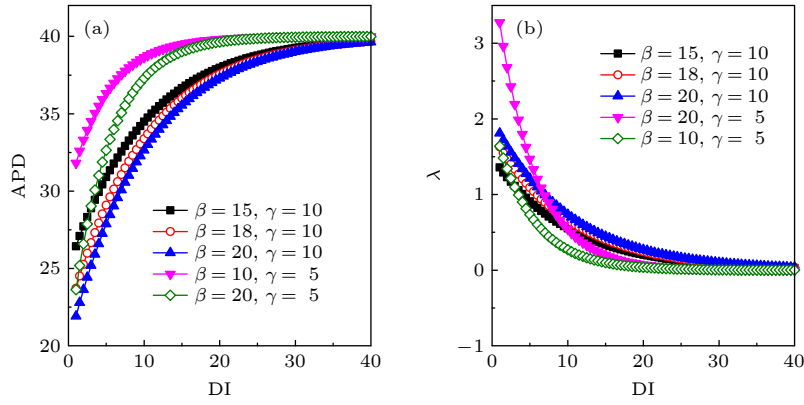 (a)
APD
40
35
30
25
20
β = 15, γ = 10
β = 18, γ = 10
β = 20, γ = 10
β = 10, γ = 5
β = 20, γ = 5
0
10
20
30
40
DI
(b)
λ
3
2
1
0
−1
β = 15, γ = 10
β = 18, γ = 10
β = 20, γ = 10
β = 20, γ = 5
β = 10, γ = 5
0
10
20
30
40
DI